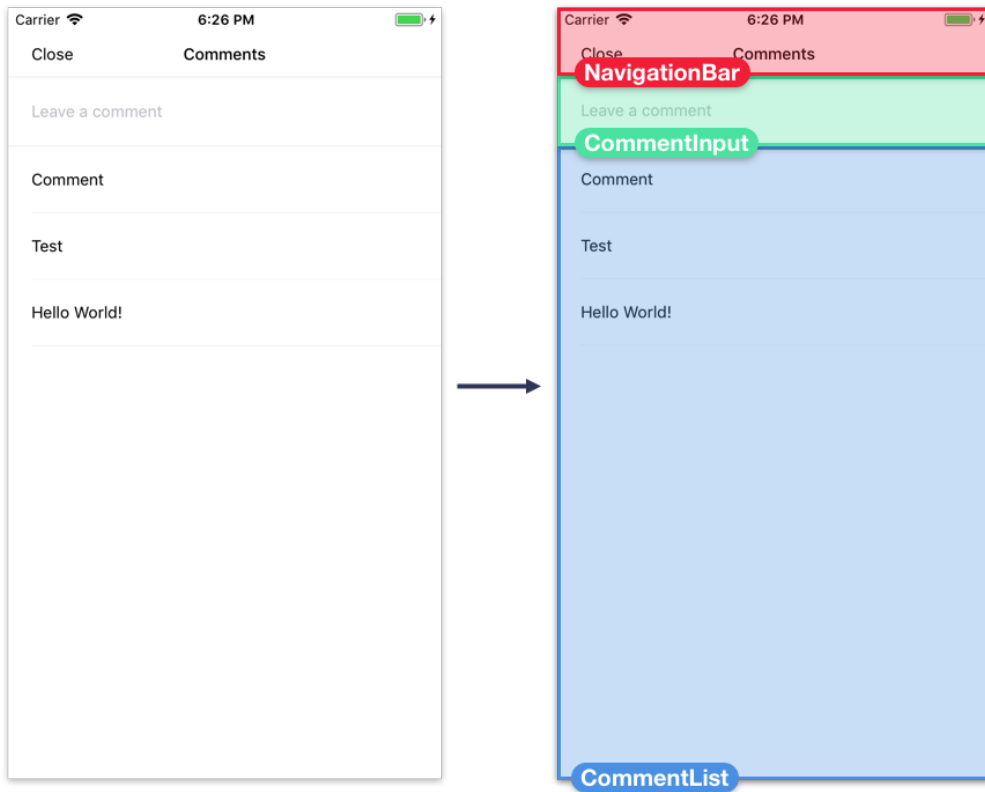 Carrier 6:26 PM
Close Comments
Leave a comment
Comment
Test
Hello World!
Carrier 6:26 PM
Close Comments
NavigationBar
Leave a comment
CommentInput
Comment
Test
Hello World!
CommentList